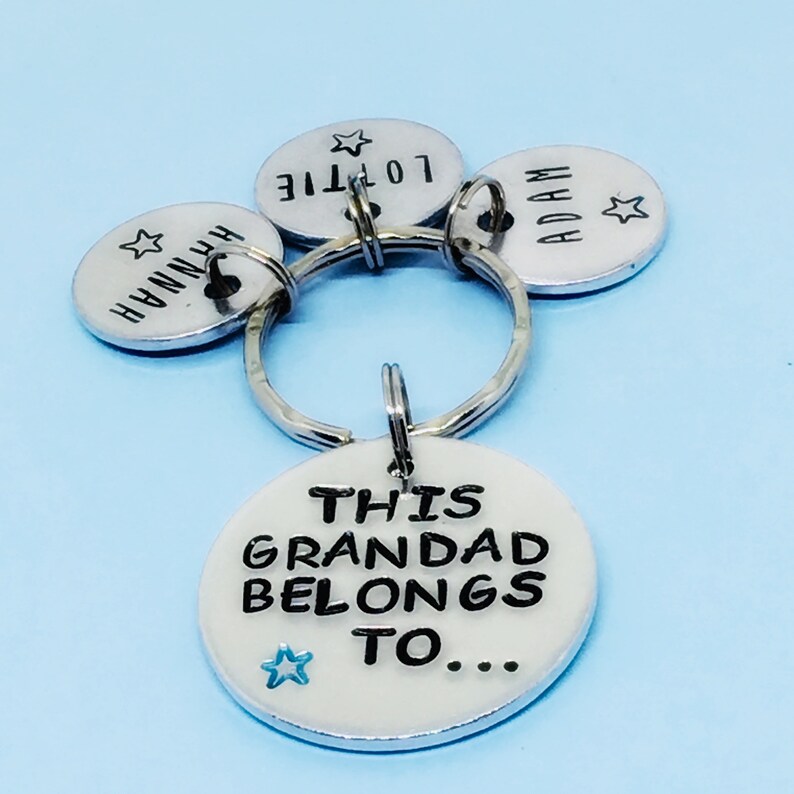 THIS
GRANDAD
BELONGS
TO...
HANNAH
LOTTIE
ADAM